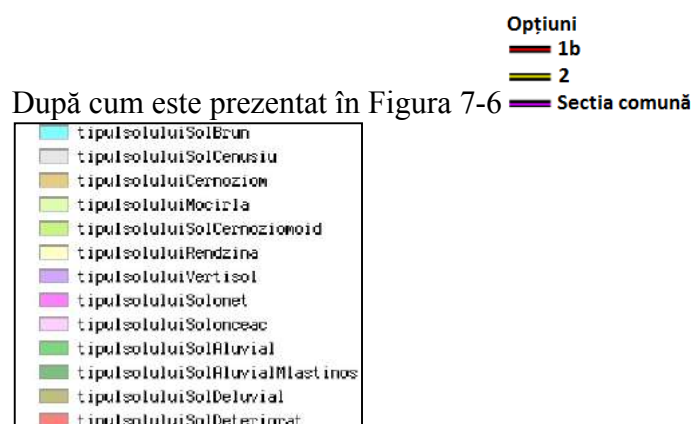 Opțiuni
1b
2
După cum este prezentat în Figura 7-6
Sectia comună
tipulsoluluiSolBrun
tipulsoluluiSolCenusiu
tipulsoluluiCernoziom
tipulsoluluiMocirla
tipulsoluluiSolCernoziomoid
tipulsoluluiRendzina
tipulsoluluiVertisol
tipulsoluluiSolonet
tipulsoluluiSolonceac
tipulsoluluiSolAluvial
tipulsoluluiSolAluvialMlastinos
tipulsoluluiSolDeluvial
tipulsoluluiSolDeteriorat